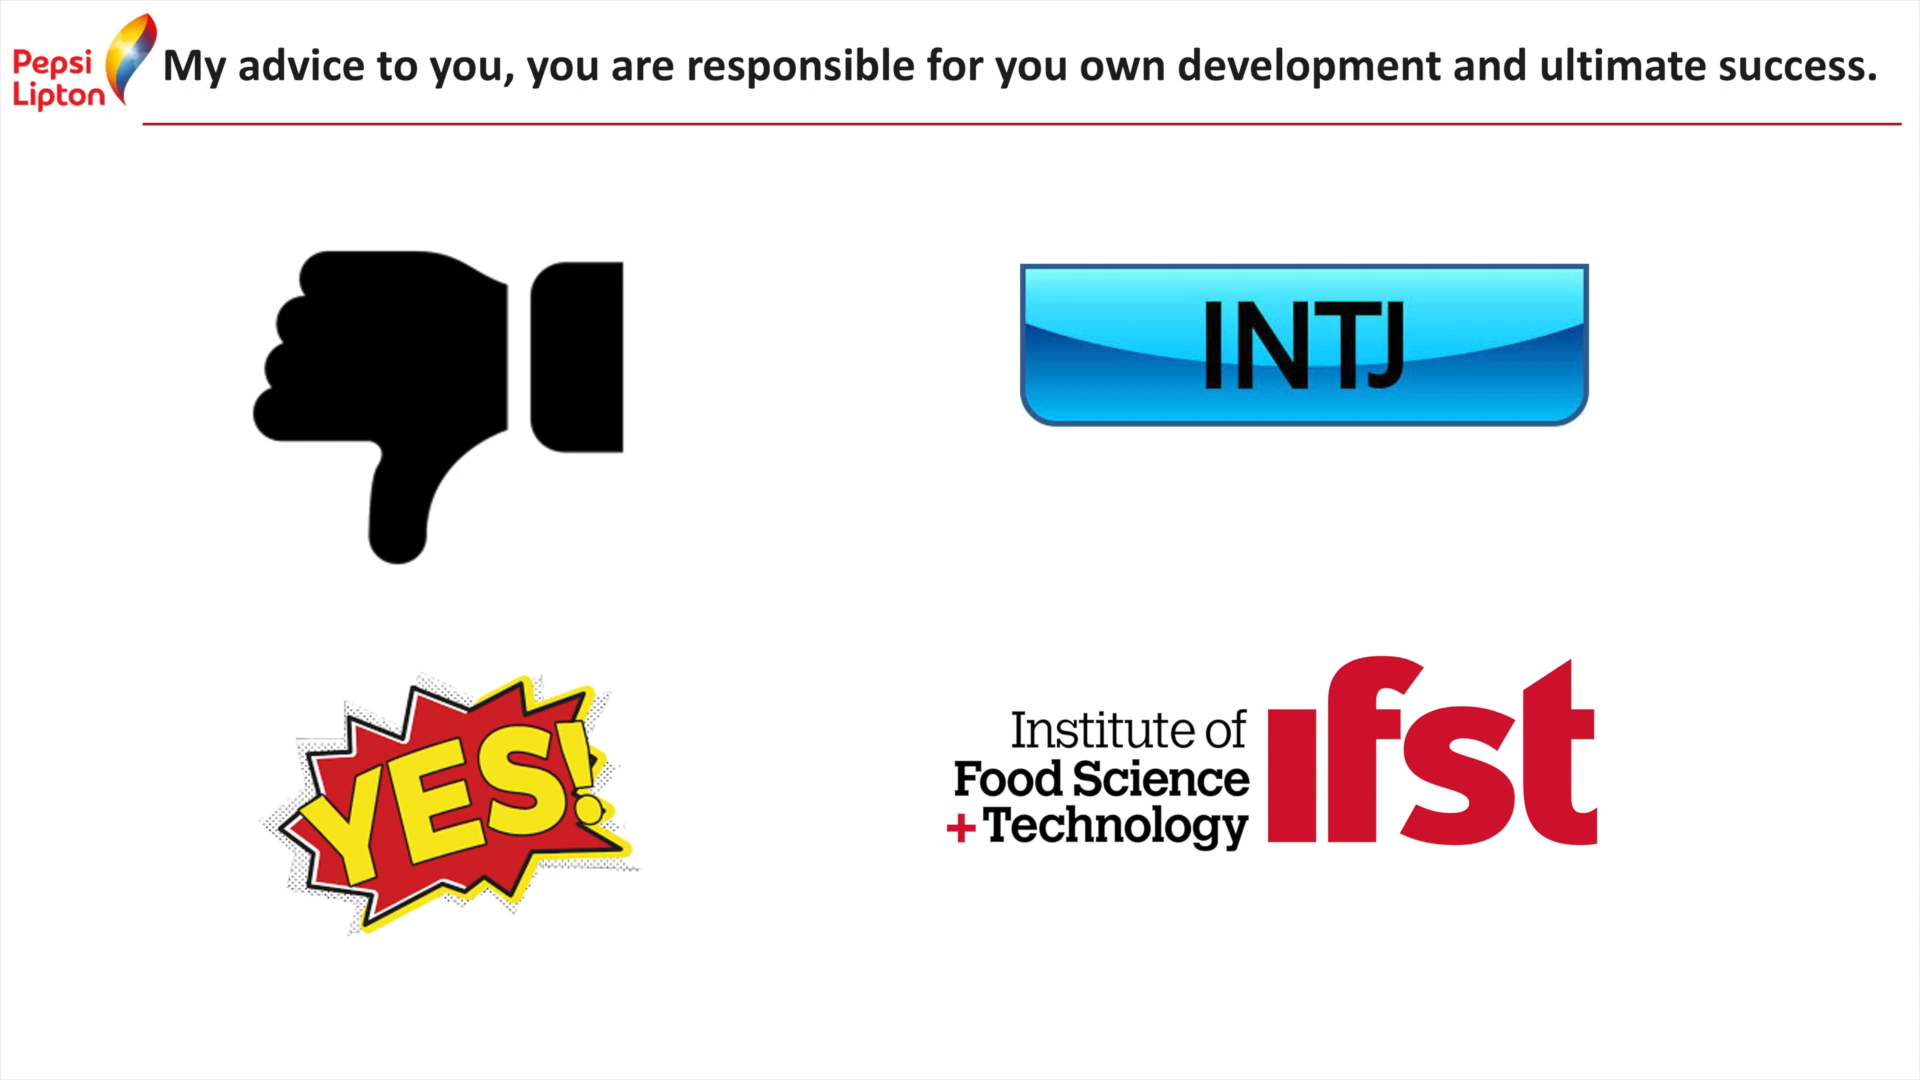 Pepsi
Lipton
My advice to you, you are responsible for you own development and ultimate success.
INTJ
YES!
Institute of
Food Science
+Technology
ifst